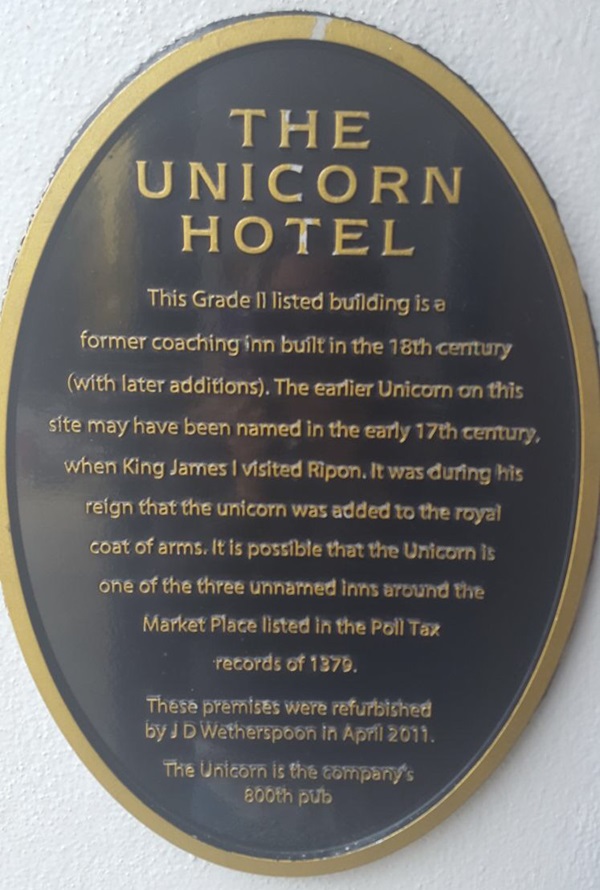 THE
UNICORN
HOTEL
This Grade II listed building is a
former coaching inn built in the 18th century
(with later additions). The earlier Unicorn on this
site may have been named in the early 17th century,
when King James I visited Ripon. It was during his
reign that the unicorn was added to the royal
coat of arms. It is possible that the Unicorn is
one of the three unnamed inns around the
Market Place listed in the Poll Tax
records of 1379.
These premises were refurbished
by J D Wetherspoon in April 2011.
The Unicorn is the company's
800th pub